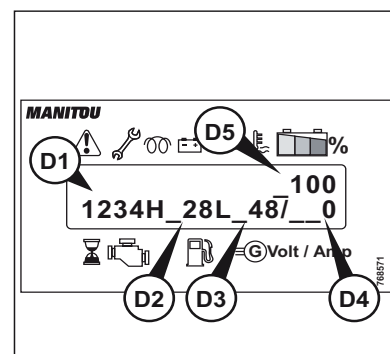 MANITOU
D5
%
D1
_100
1234H_28L_48/__0
G Volt / Amp
D2
D3
D4
768571